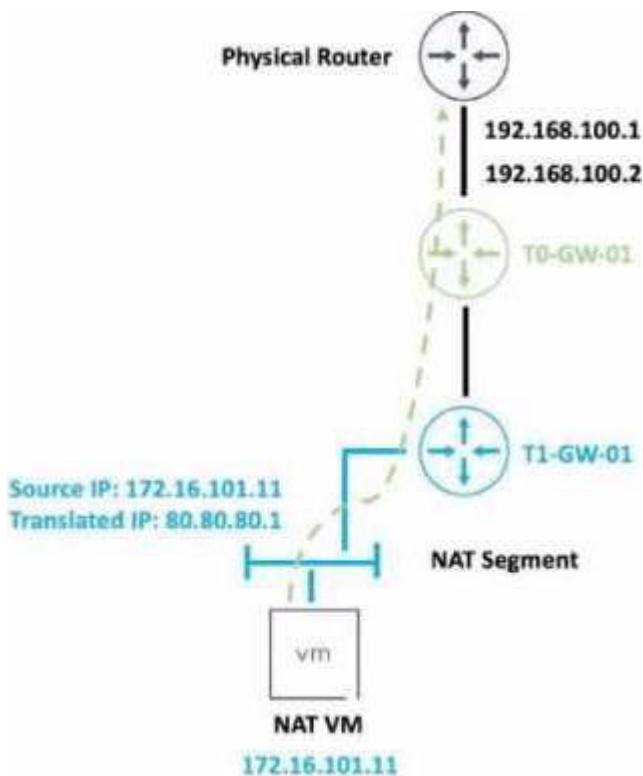 Physical Router
192.168.100.1
192.168.100.2
T0-GW-01
T1-GW-01
Source IP: 172.16.101.11
Translated IP: 80.80.80.1
NAT Segment
vm
NAT VM
172.16.101.11